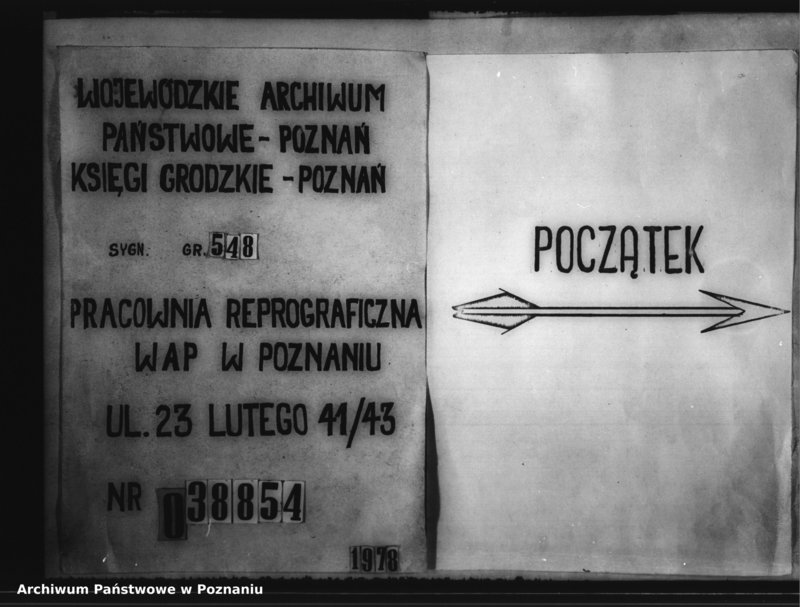 WOJEWÓDZKIE ARCHIWUM
PAŃSTWOWE - POZNAŃ
KSIĘGI GRODZKIE - POZNAŃ
SYGN. GR. 548
PRACOWNIA REPROGRAFICZNA
WAP W POZNANIU
UL. 23 LUTEGO 41/43
NR 038854
1978
POCZĄTEK
Archiwum Państwowe w Poznaniu